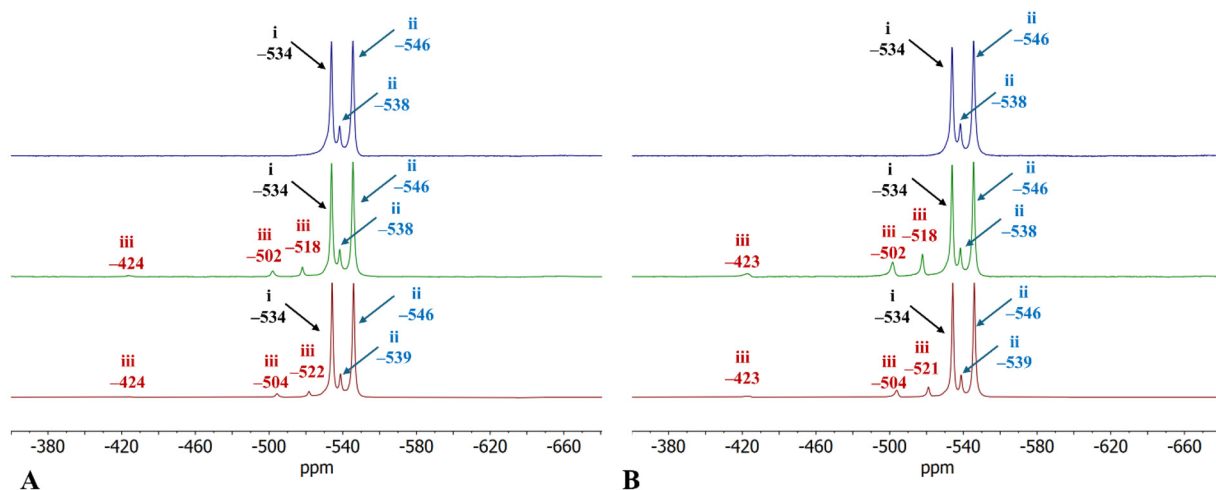 i
–534
ii
–546
ii
–538
i
–534
ii
–546
ii
–538
iii
–518
iii
–502
iii
–424
i
–534
ii
–546
ii
–539
iii
–522
iii
–504
iii
–424
-380 -420 -460 -500 -540 -580 -620 -660
ppm
A
i
–534
ii
–546
ii
–538
i
–534
ii
–546
ii
–538
iii
–518
iii
–502
iii
–423
i
–534
ii
–546
ii
–539
iii
–521
iii
–504
iii
–423
-380 -420 -460 -500 -540 -580 -620 -660
ppm
B